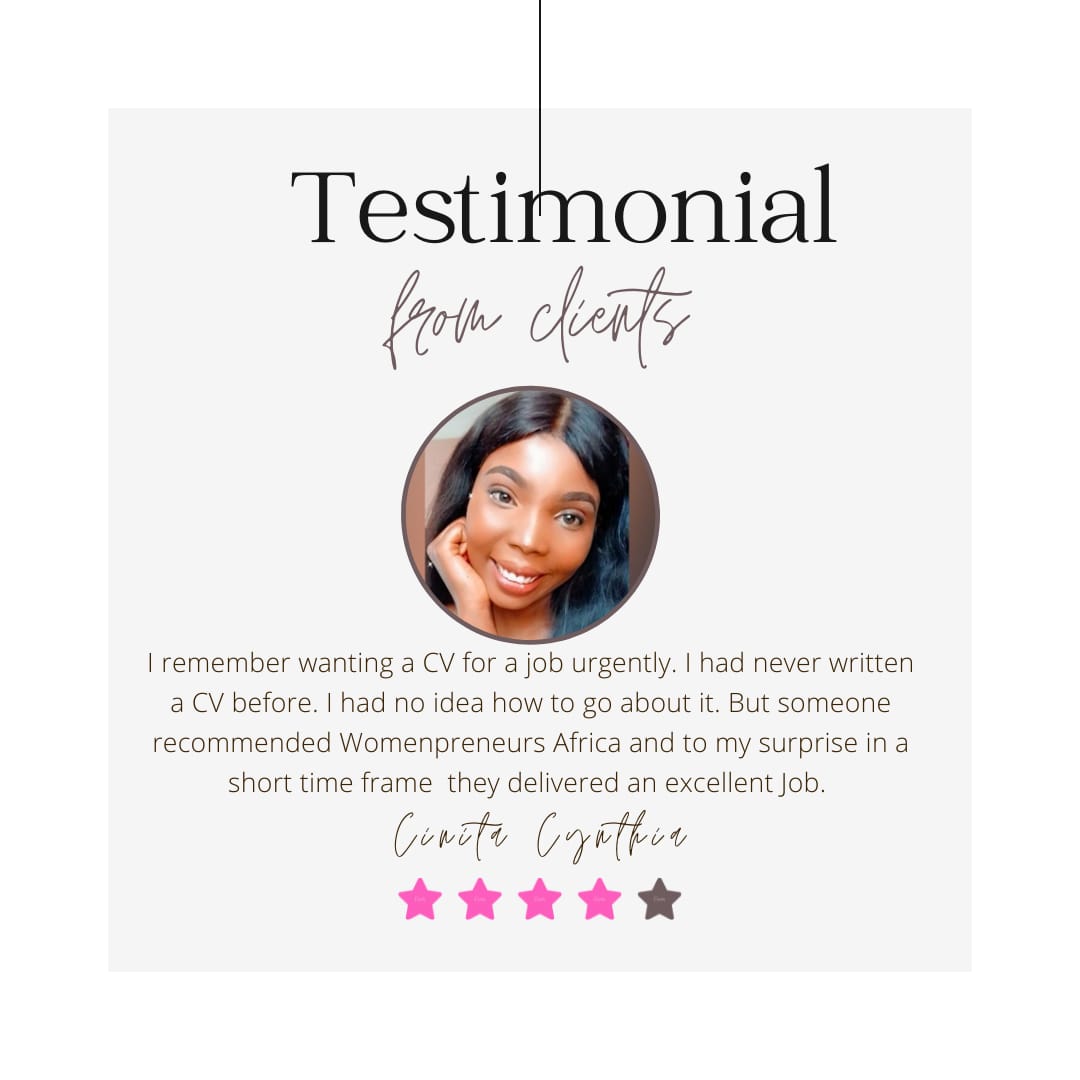 Testimonial
from clients
I remember wanting a CV for a job urgently. I had never written
a CV before. I had no idea how to go about it. But someone
recommended Womenpreneurs Africa and to my surprise in a
short time frame  they delivered an excellent Job.
Cinita Cynthia